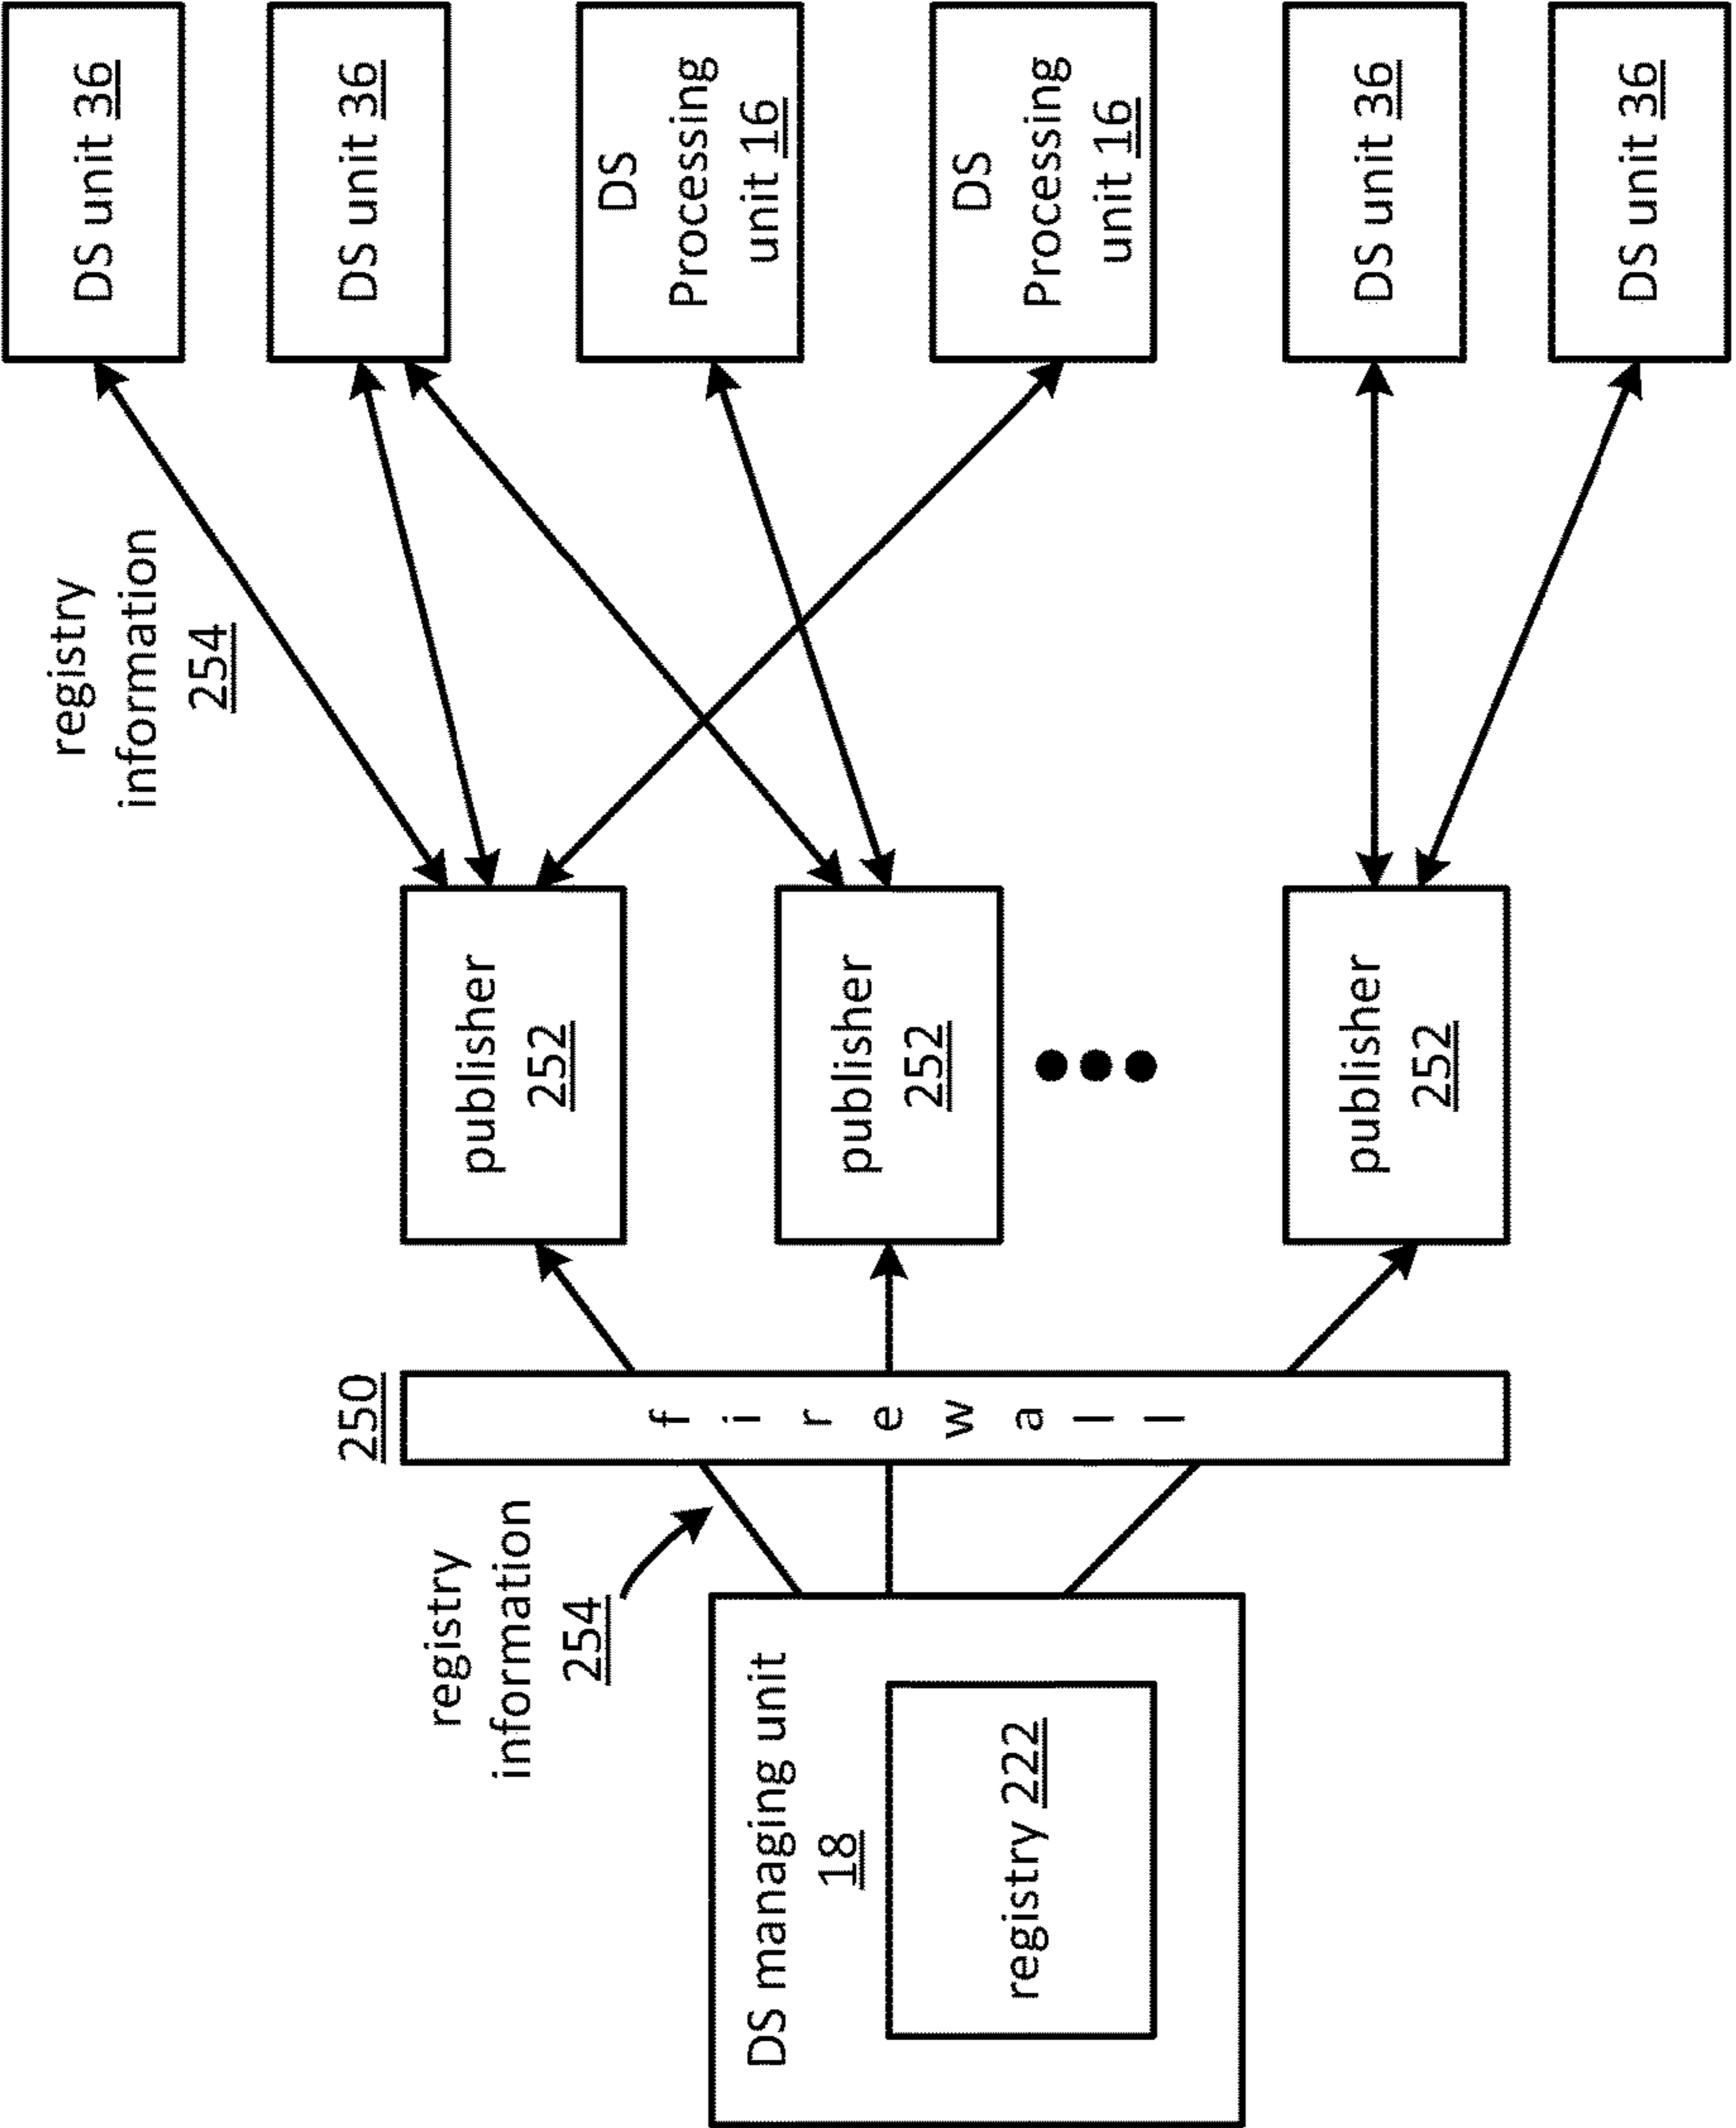 DS managing unit
18
registry 222
registry
information
254
250
f
i
r
e
w
a
l
l
publisher
252
publisher
252
publisher
252
registry
information
254
DS unit 36
DS unit 36
DS
Processing
unit 16
DS
Processing
unit 16
DS unit 36
DS unit 36